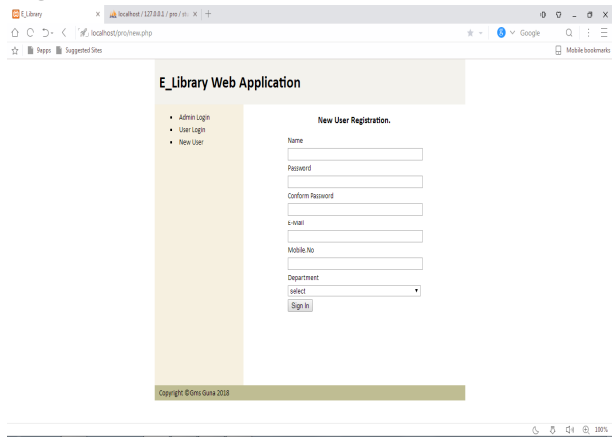 E_Library
localhost / 127.0.0.1 / pro / st
localhost/pro/new.php
Google
9apps
Suggested Sites
Mobile bookmarks
E_Library Web Application
Admin Login
User Login
New User
New User Registration.
Name
Password
Conform Password
E-Mail
Mobile.No
Department
select
Sign In
Copyright ©Gms Guna 2018
100%